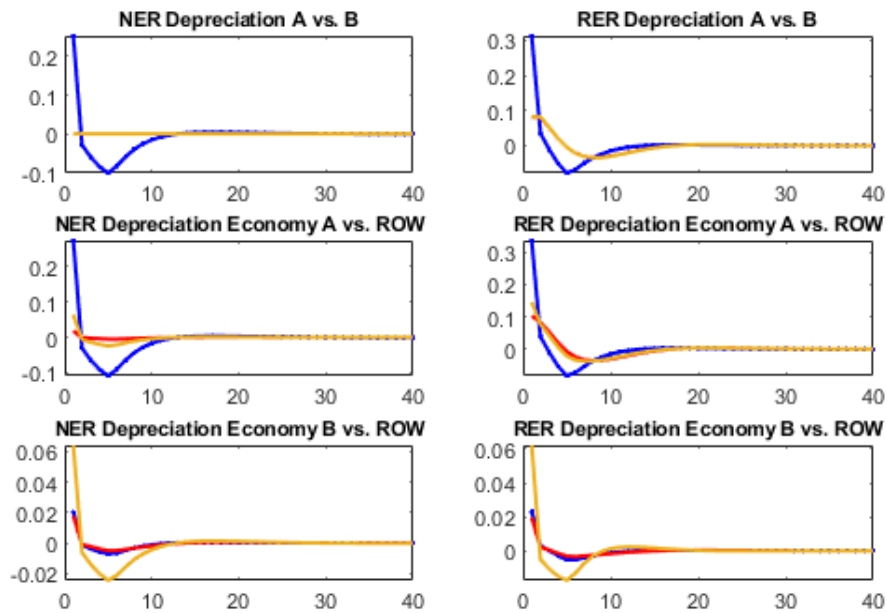 NER Depreciation A vs. B
0.2
0.1
0
-0.1
0 10 20 30 40
RER Depreciation A vs. B
0.3
0.2
0.1
0
0 10 20 30 40
NER Depreciation Economy A vs. ROW
0.2
0.1
0
-0.1
0 10 20 30 40
RER Depreciation Economy A vs. ROW
0.3
0.2
0.1
0
0 10 20 30 40
NER Depreciation Economy B vs. ROW
0.06
0.04
0.02
0
-0.02
0 10 20 30 40
RER Depreciation Economy B vs. ROW
0.06
0.04
0.02
0
0 10 20 30 40